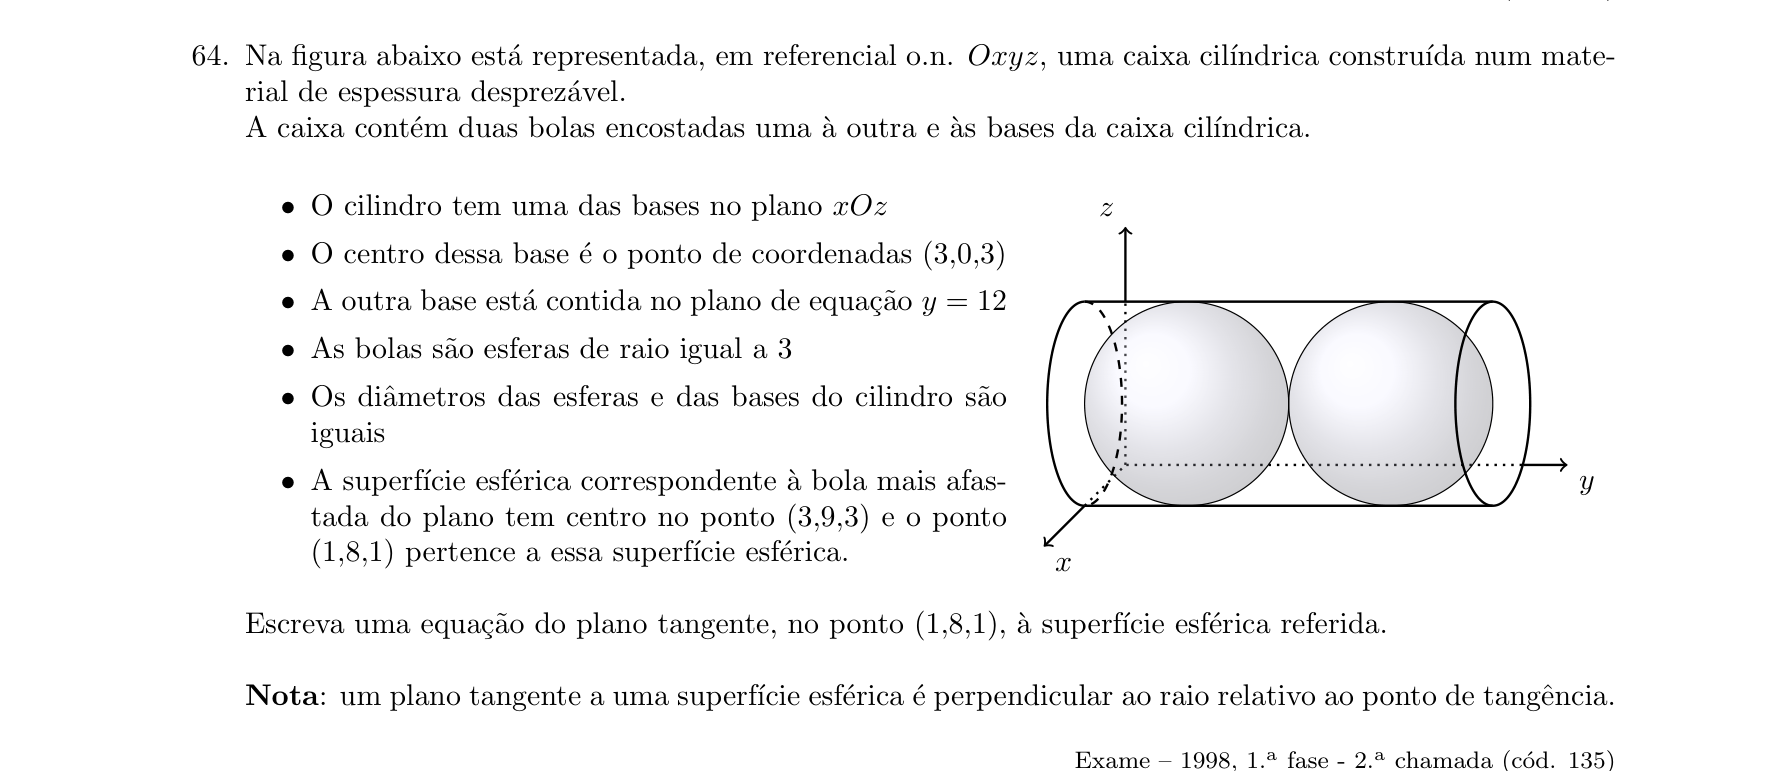 64. Na figura abaixo está representada, em referencial o.n. Oxyz, uma caixa cilíndrica construída num mate-
rial de espessura desprezável.
A caixa contém duas bolas encostadas uma à outra e às bases da caixa cilíndrica.
• O cilindro tem uma das bases no plano xOz
• O centro dessa base é o ponto de coordenadas (3,0,3)
• A outra base está contida no plano de equação y = 12
• As bolas são esferas de raio igual a 3
• Os diâmetros das esferas e das bases do cilindro são
iguais
• A superfície esférica correspondente à bola mais afas-
tada do plano tem centro no ponto (3,9,3) e o ponto
(1,8,1) pertence a essa superfície esférica.
z
y
x
Escreva uma equação do plano tangente, no ponto (1,8,1), à superfície esférica referida.
Nota: um plano tangente a uma superfície esférica é perpendicular ao raio relativo ao ponto de tangência.
Exame – 1998, 1.ª fase - 2.ª chamada (cód. 135)